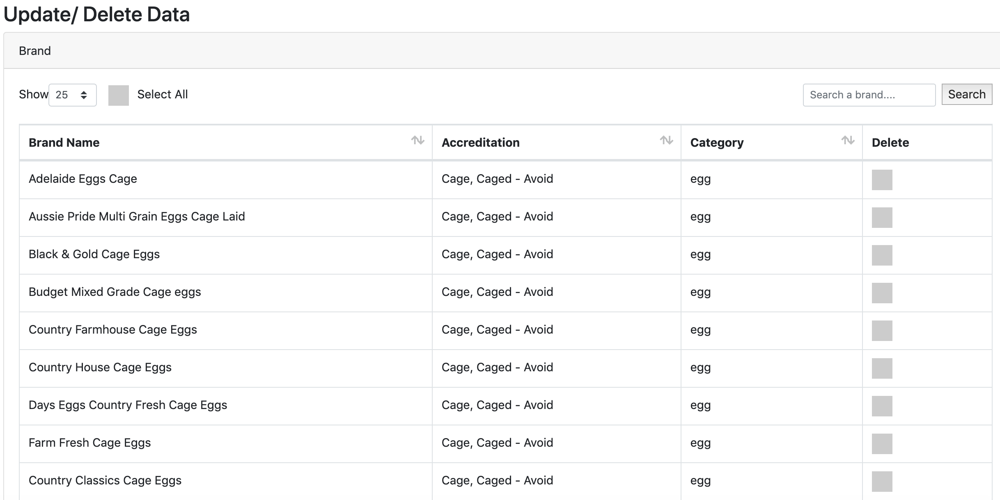 Update/ Delete Data
Brand
Show 25 Select All Search a brand.... Search
Brand Name Accreditation Category Delete
Adelaide Eggs Cage Cage, Caged - Avoid egg
Aussie Pride Multi Grain Eggs Cage Laid Cage, Caged - Avoid egg
Black & Gold Cage Eggs Cage, Caged - Avoid egg
Budget Mixed Grade Cage eggs Cage, Caged - Avoid egg
Country Farmhouse Cage Eggs Cage, Caged - Avoid egg
Country House Cage Eggs Cage, Caged - Avoid egg
Days Eggs Country Fresh Cage Eggs Cage, Caged - Avoid egg
Farm Fresh Cage Eggs Cage, Caged - Avoid egg
Country Classics Cage Eggs Cage, Caged - Avoid egg